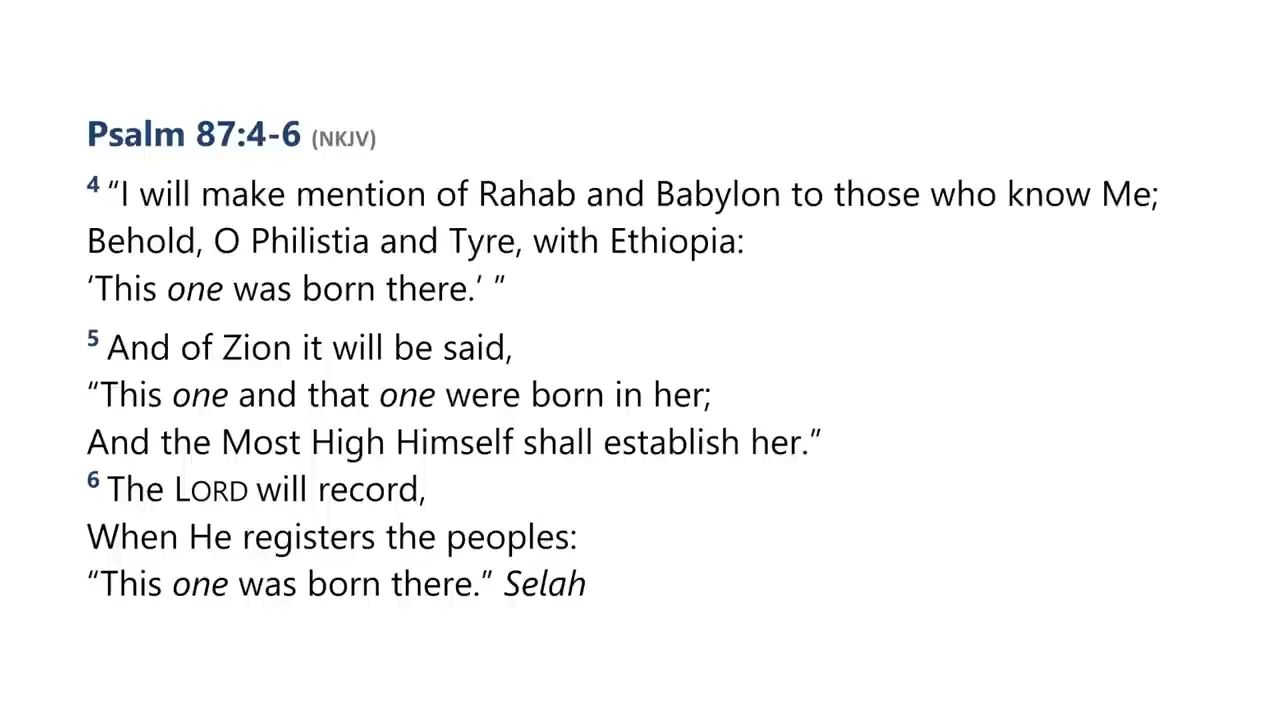 Psalm 87:4-6 (NKJV)
4 “I will make mention of Rahab and Babylon to those who know Me;
Behold, O Philistia and Tyre, with Ethiopia:
‘This one was born there.’ ”
5 And of Zion it will be said,
“This one and that one were born in her;
And the Most High Himself shall establish her.”
6 The LORD will record,
When He registers the peoples:
“This one was born there.” Selah